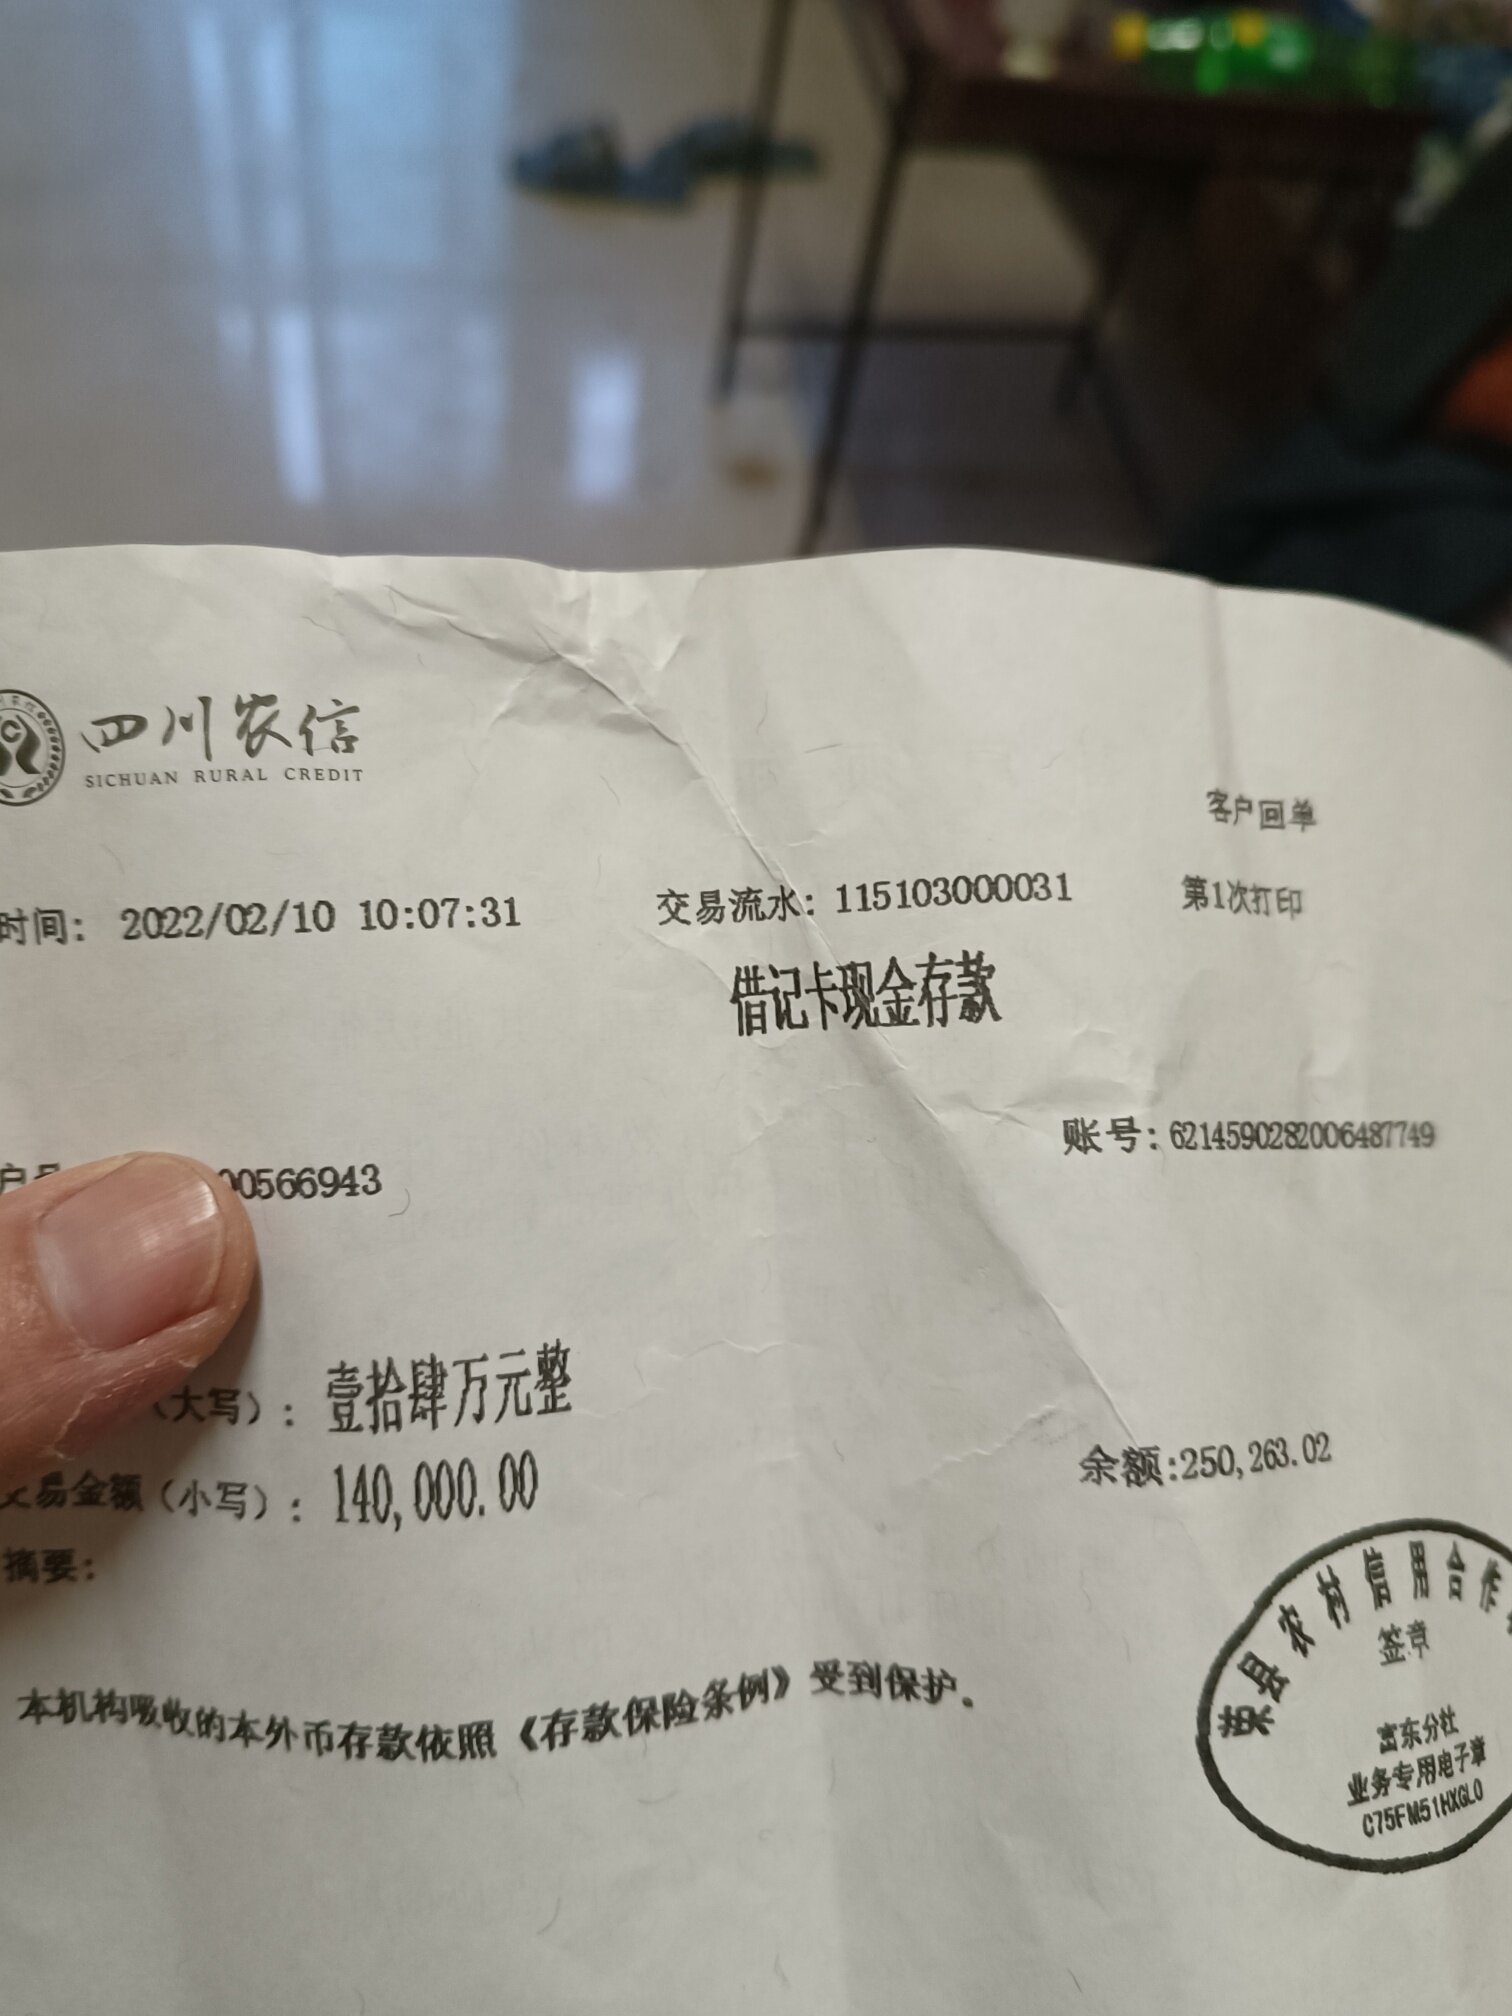 四川农信
SICHUAN RURAL CREDIT
客户回单
时间: 2022/02/10 10:07:31 交易流水: 115103000031 第1次打印
借记卡现金存款
账号: 6214590282006487749
00566943
(大写): 壹拾肆万元整
交易金额(小写): 140,000.00 余额:250,263.02
摘要:
本机构吸收的本外币存款依照《存款保险条例》受到保护。
县农村信用合作
签章
富东分社
业务专用电子章
C75FM51HXGL0